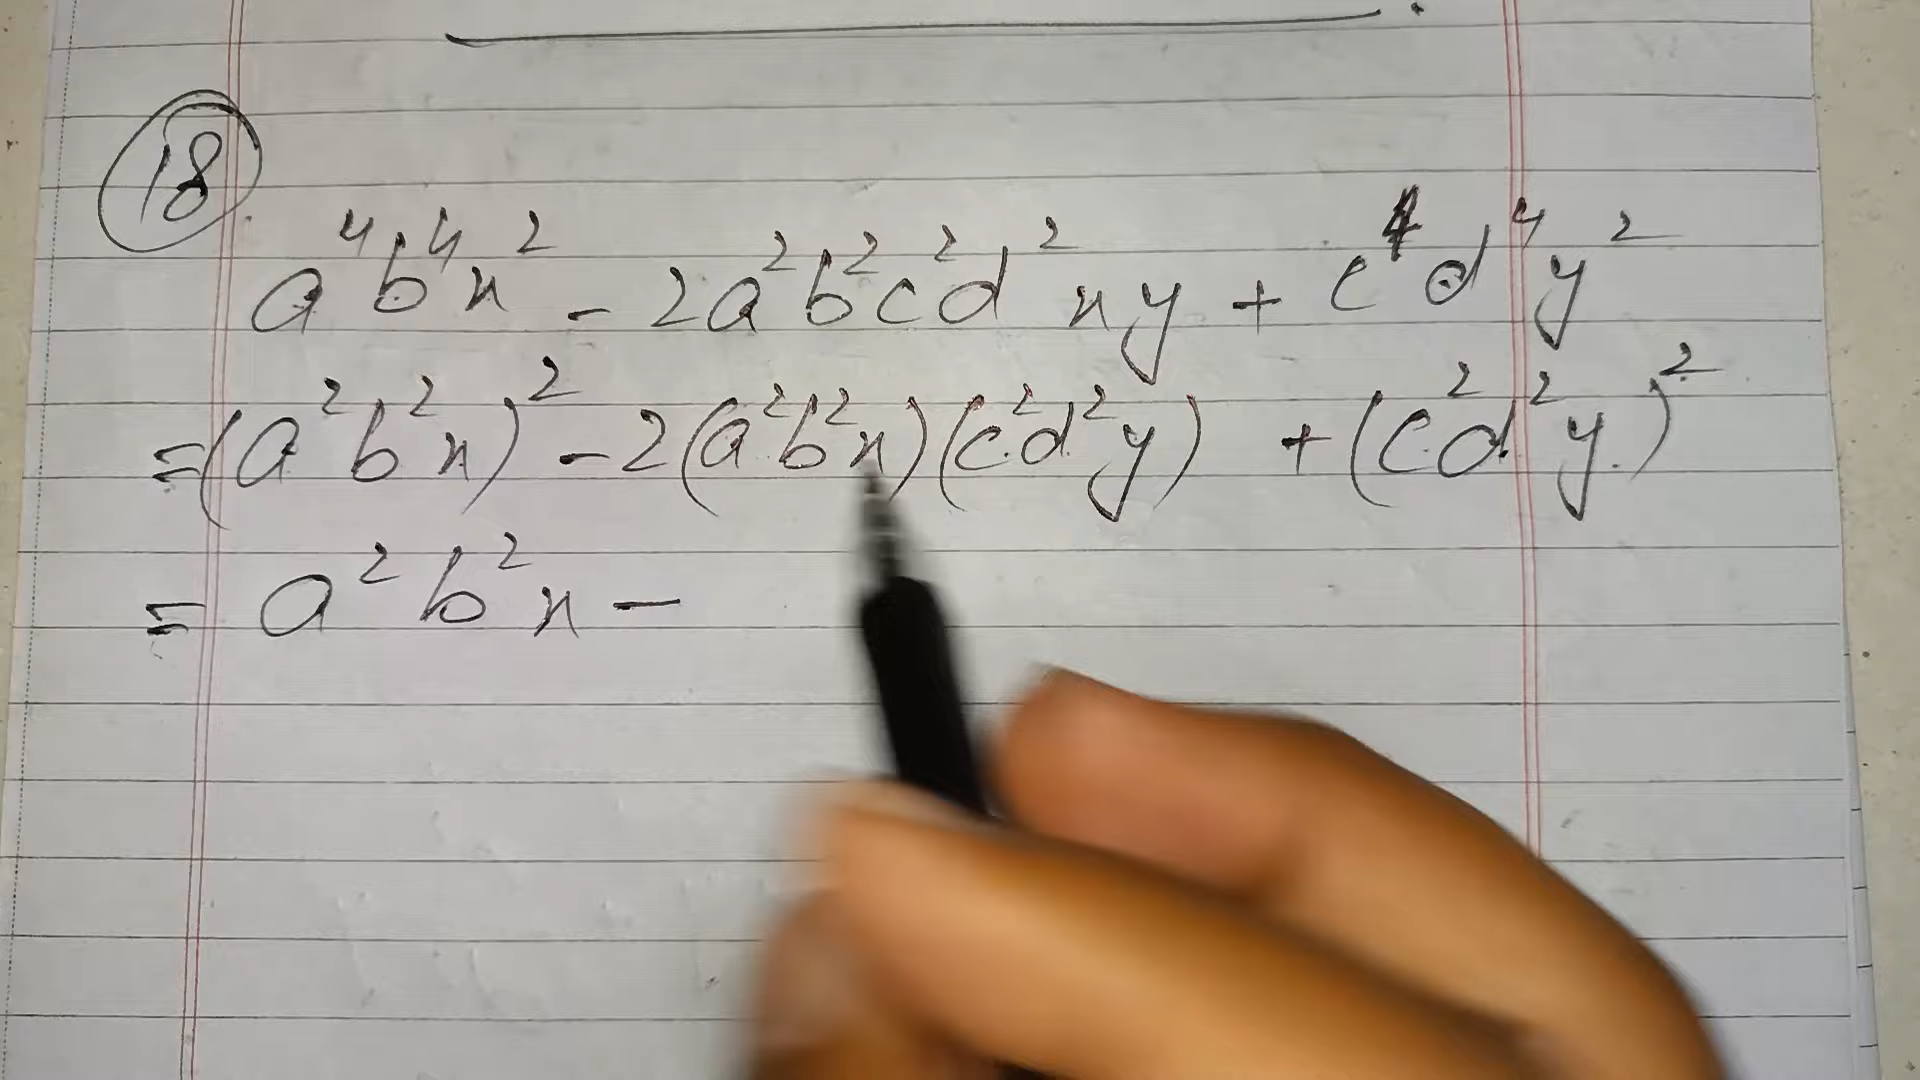 18.
a⁴b⁴x² - 2a²b²c²d²xy + c⁴d⁴y²
= (a²b²x)² - 2(a²b²x)(c²d²y) + (c²d²y)²
= a²b²x -